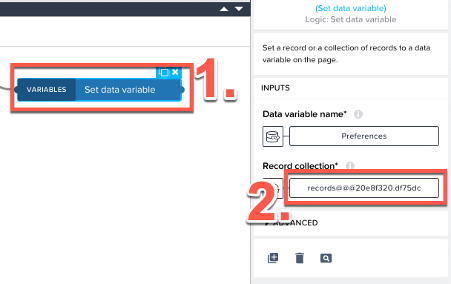 (Set data variable)
Logic: Set data variable
Set a record or a collection of records to a data
variable on the page.
INPUTS
VARIABLES Set data variable
1.
Data variable name*
Preferences
Record collection*
2.
records@@@20e8f320.df75dc
ADVANCED